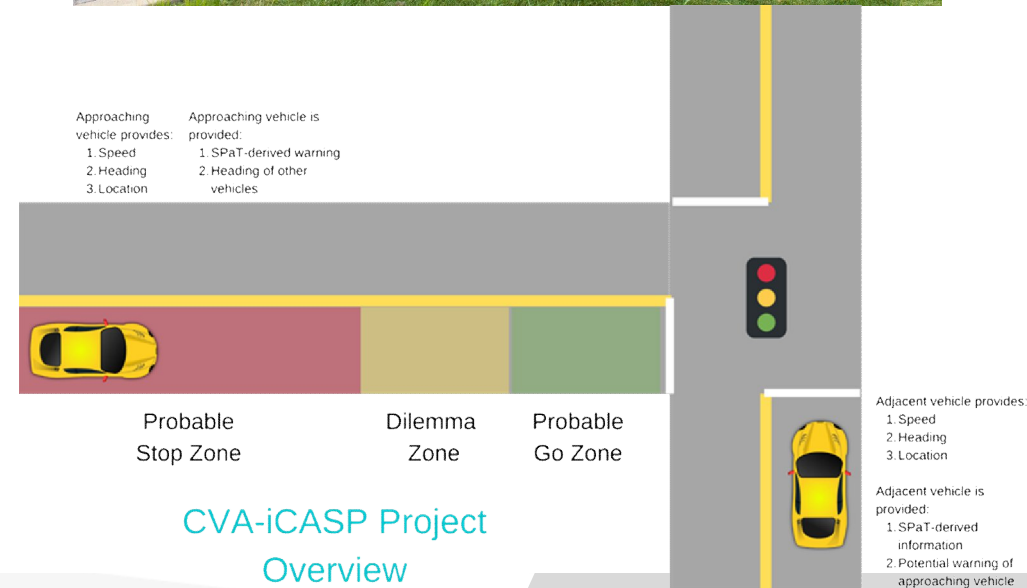 Approaching
vehicle provides:
1. Speed
2. Heading
3. Location
Approaching vehicle is
provided:
1. SPaT-derived warning
2. Heading of other
vehicles
Probable
Stop Zone
Dilemma
Zone
Probable
Go Zone
CVA-iCASP Project
Overview
Adjacent vehicle provides:
1. Speed
2. Heading
3. Location
Adjacent vehicle is
provided:
1. SPaT-derived
information
2. Potential warning of
approaching vehicle